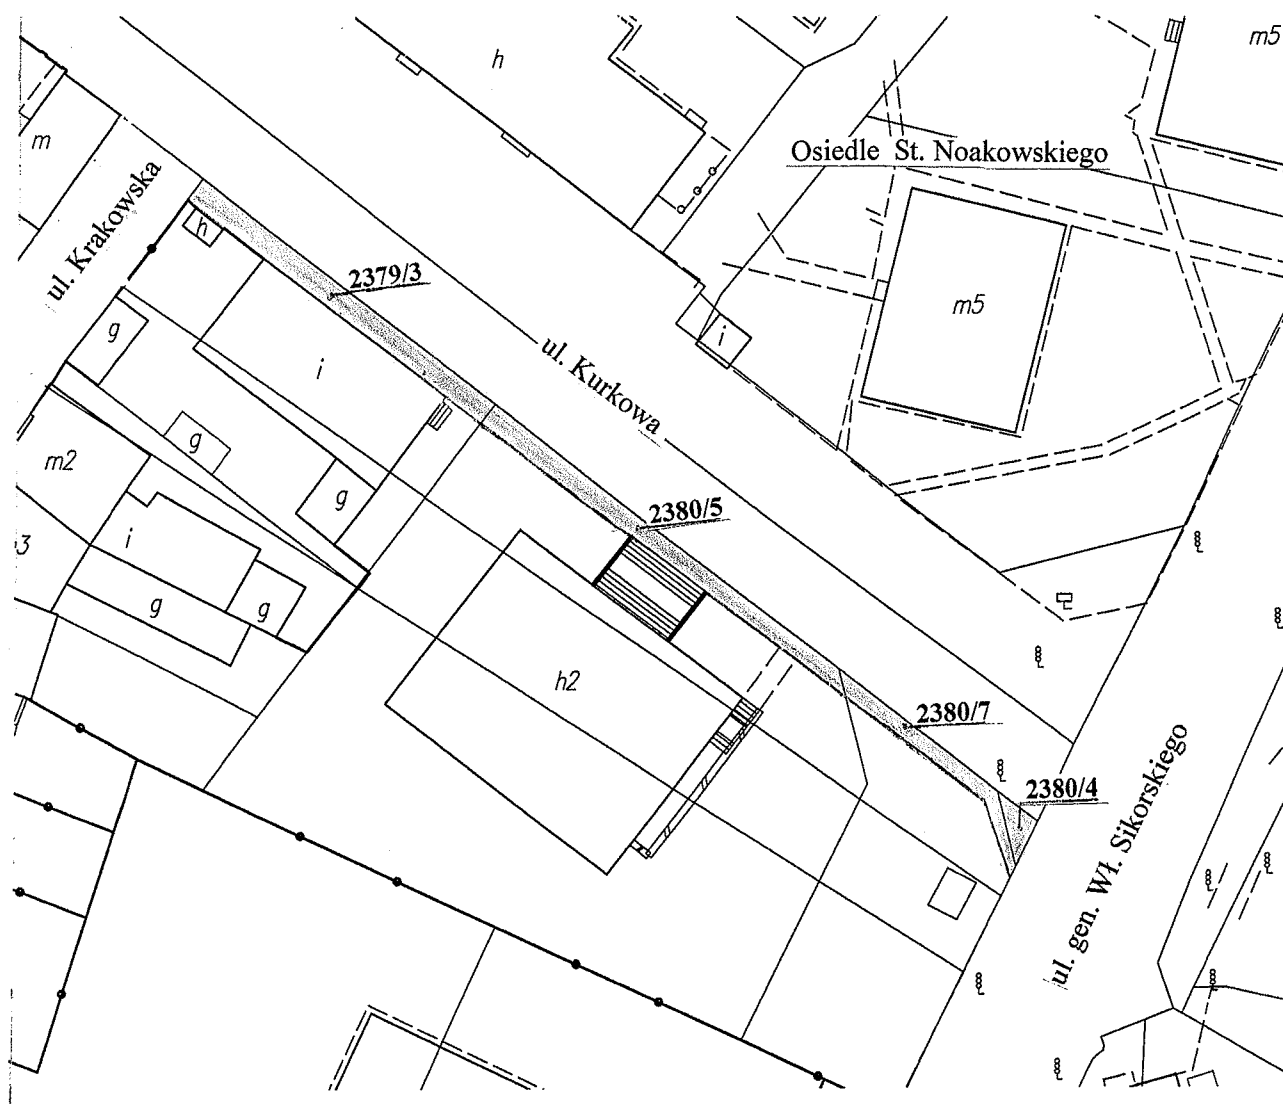 h
m5
m
Osiedle St. Noakowskiego
ul. Krakowska
h
2379/3
m5
i
g
i
ul. Kurkowa
g
m2
g
2380/5
3
i
g
g
h2
2380/7
2380/4
ul. gen. Wł. Sikorskiego